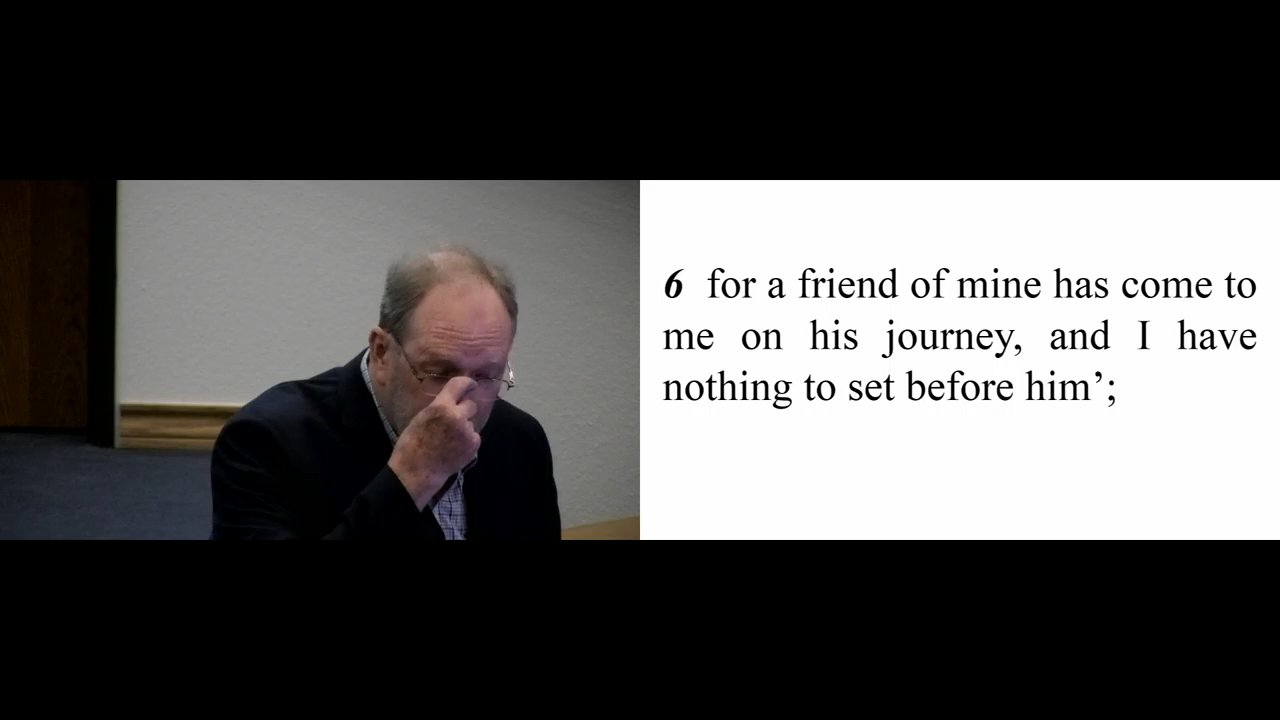 6 for a friend of mine has come to
me on his journey, and I have
nothing to set before him’;